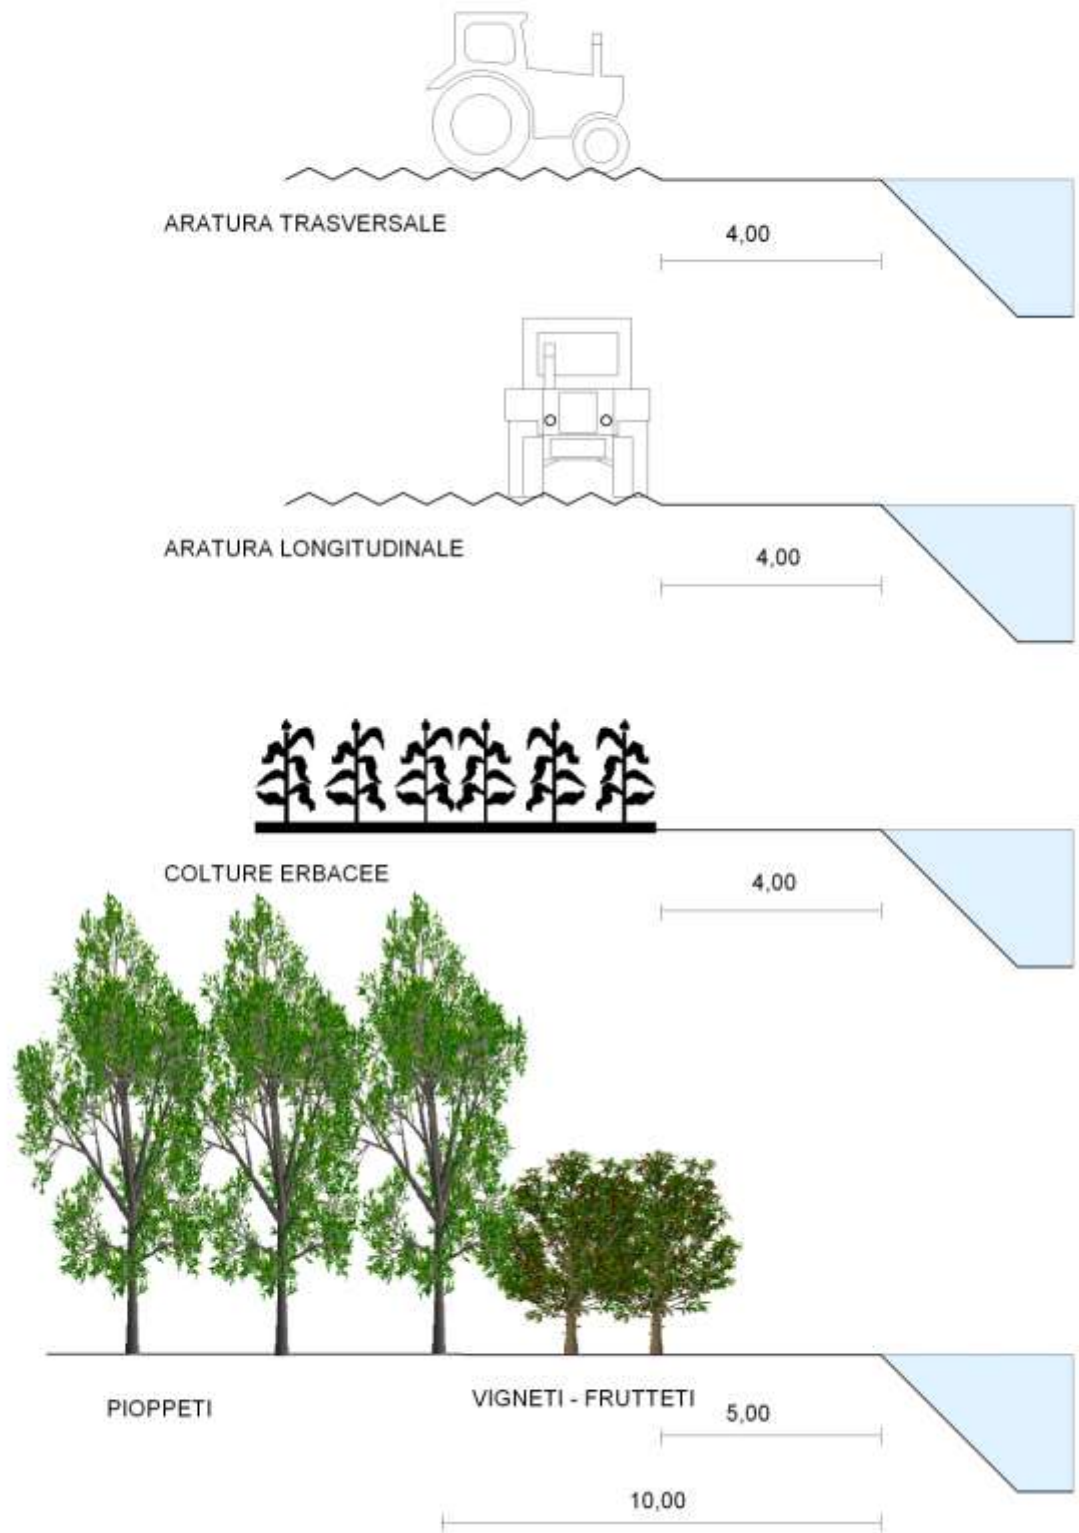 ARATURA TRASVERSALE
4,00
ARATURA LONGITUDINALE
4,00
COLTURE ERBACEE
4,00
PIOPPETI
VIGNETI - FRUTTETI
5,00
10,00